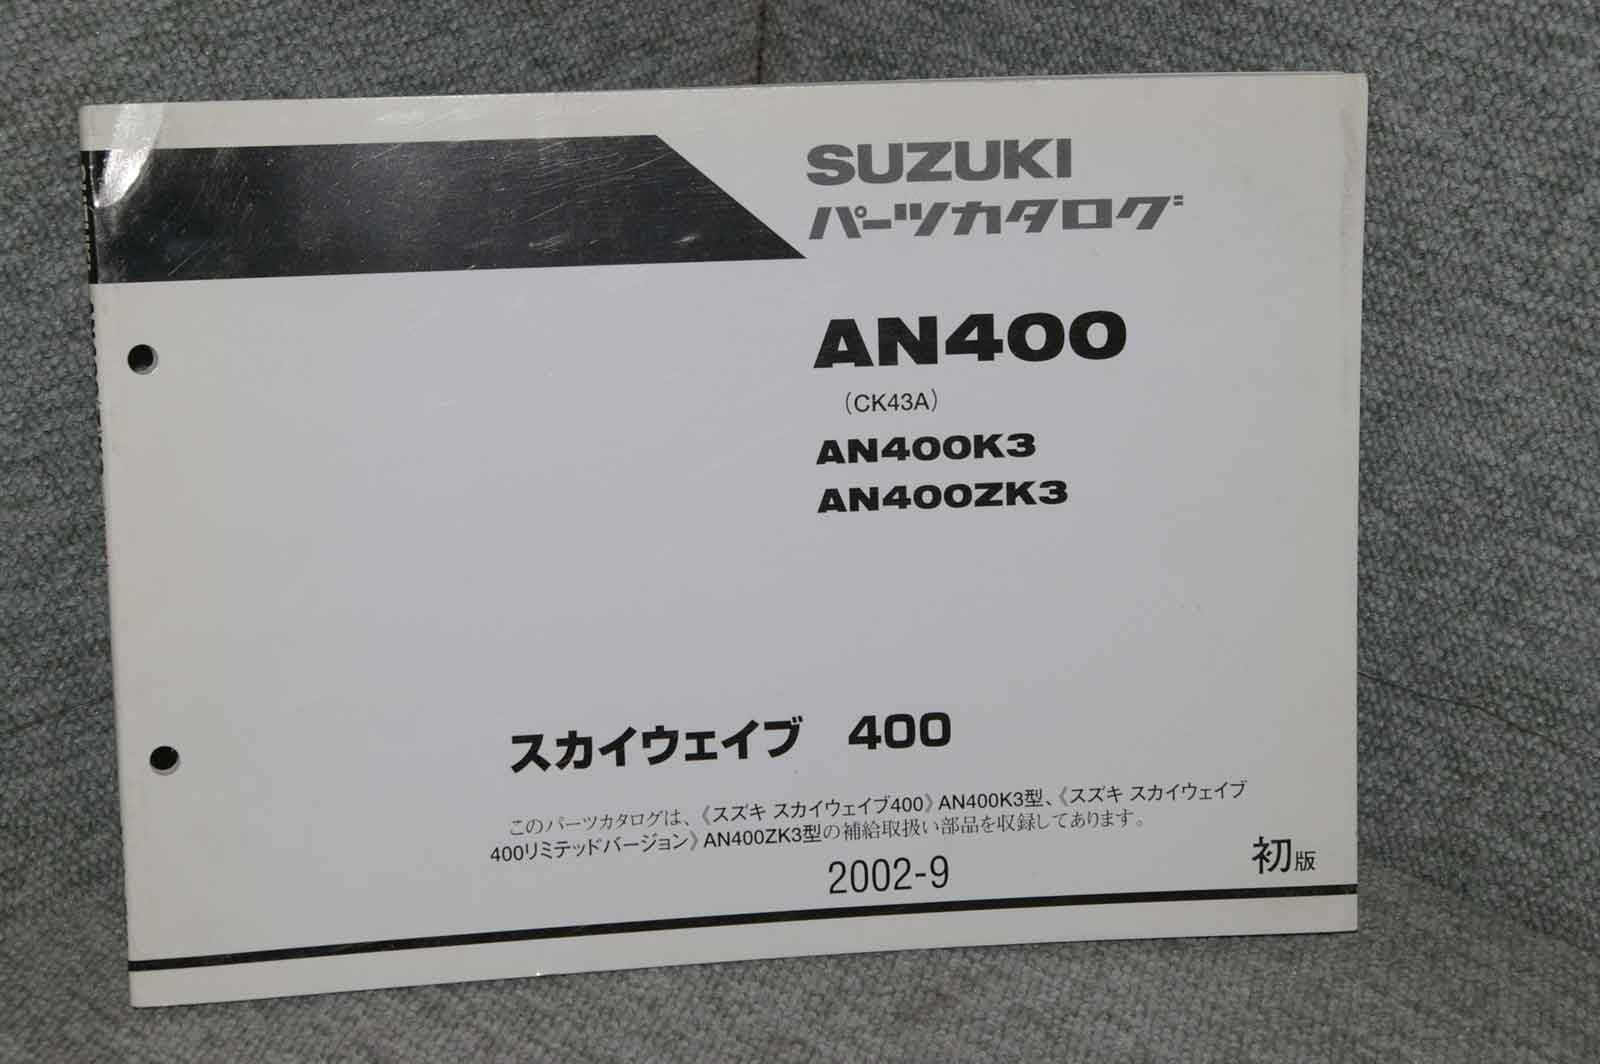 SUZUKI
パーツカタログ
AN400
（CK43A）
AN400K3
AN400ZK3
スカイウェイブ 400
このパーツカタログは、《スズキ スカイウェイブ400》AN400K3型、《スズキ スカイウェイブ
400リミテッドバージョン》AN400ZK3型の補給取扱い部品を収録してあります。
2002-9
初版